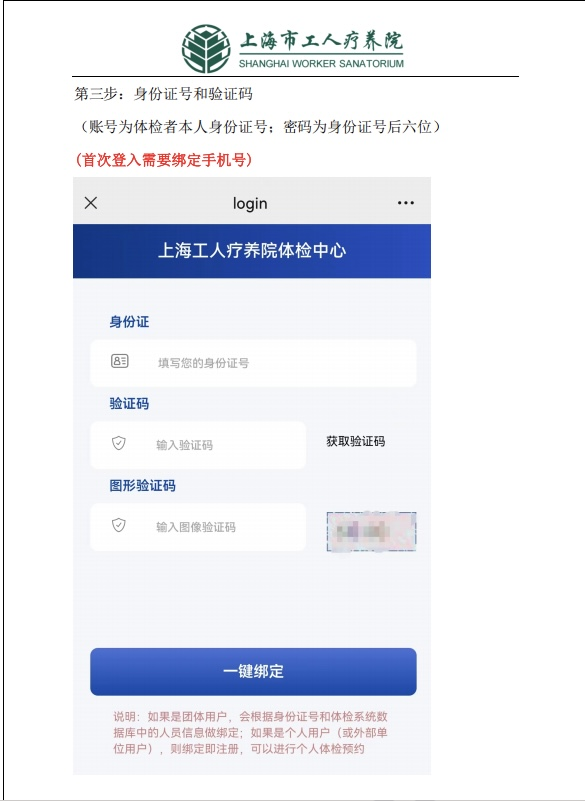 上海市工人疗养院
SHANGHAI WORKER SANATORIUM
第三步：身份证号和验证码
（账号为体检者本人身份证号；密码为身份证号后六位）
(首次登入需要绑定手机号)
login
上海工人疗养院体检中心
身份证
填写您的身份证号
验证码
输入验证码
获取验证码
图形验证码
输入图像验证码
一键绑定
说明：如果是团体用户，会根据身份证号和体检系统数
据库中的人员信息做绑定；如果是个人用户（或外部单
位用户），则绑定即注册，可以进行个人体检预约